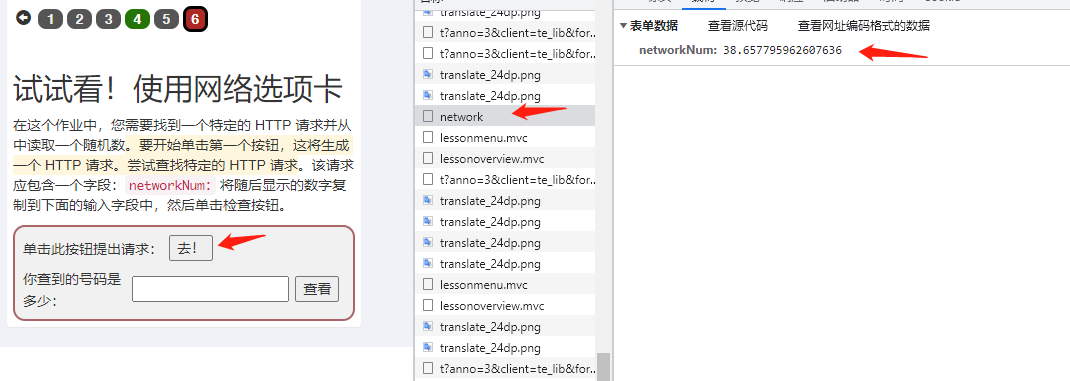 1 2 3 4 5 6
试试看！使用网络选项卡
在这个作业中，您需要找到一个特定的 HTTP 请求并从
中读取一个随机数。要开始单击第一个按钮，这将生成
一个 HTTP 请求。尝试查找特定的 HTTP 请求。该请求
应包含一个字段：networkNum：将随后显示的数字复
制到下面的输入字段中，然后单击检查按钮。
单击此按钮提出请求： 去！
你查到的号码是
多少： 查看
translate_24dp.png
t?anno=3&client=te_lib&for..
t?anno=3&client=te_lib&for..
translate_24dp.png
translate_24dp.png
network
lessonmenu.mvc
lessonoverview.mvc
t?anno=3&client=te_lib&for..
translate_24dp.png
translate_24dp.png
translate_24dp.png
translate_24dp.png
lessonmenu.mvc
lessonoverview.mvc
translate_24dp.png
translate_24dp.png
t?anno=3&client=te_lib&for..
表单数据 查看源代码 查看网址编码格式的数据
networkNum: 38.657795962607636